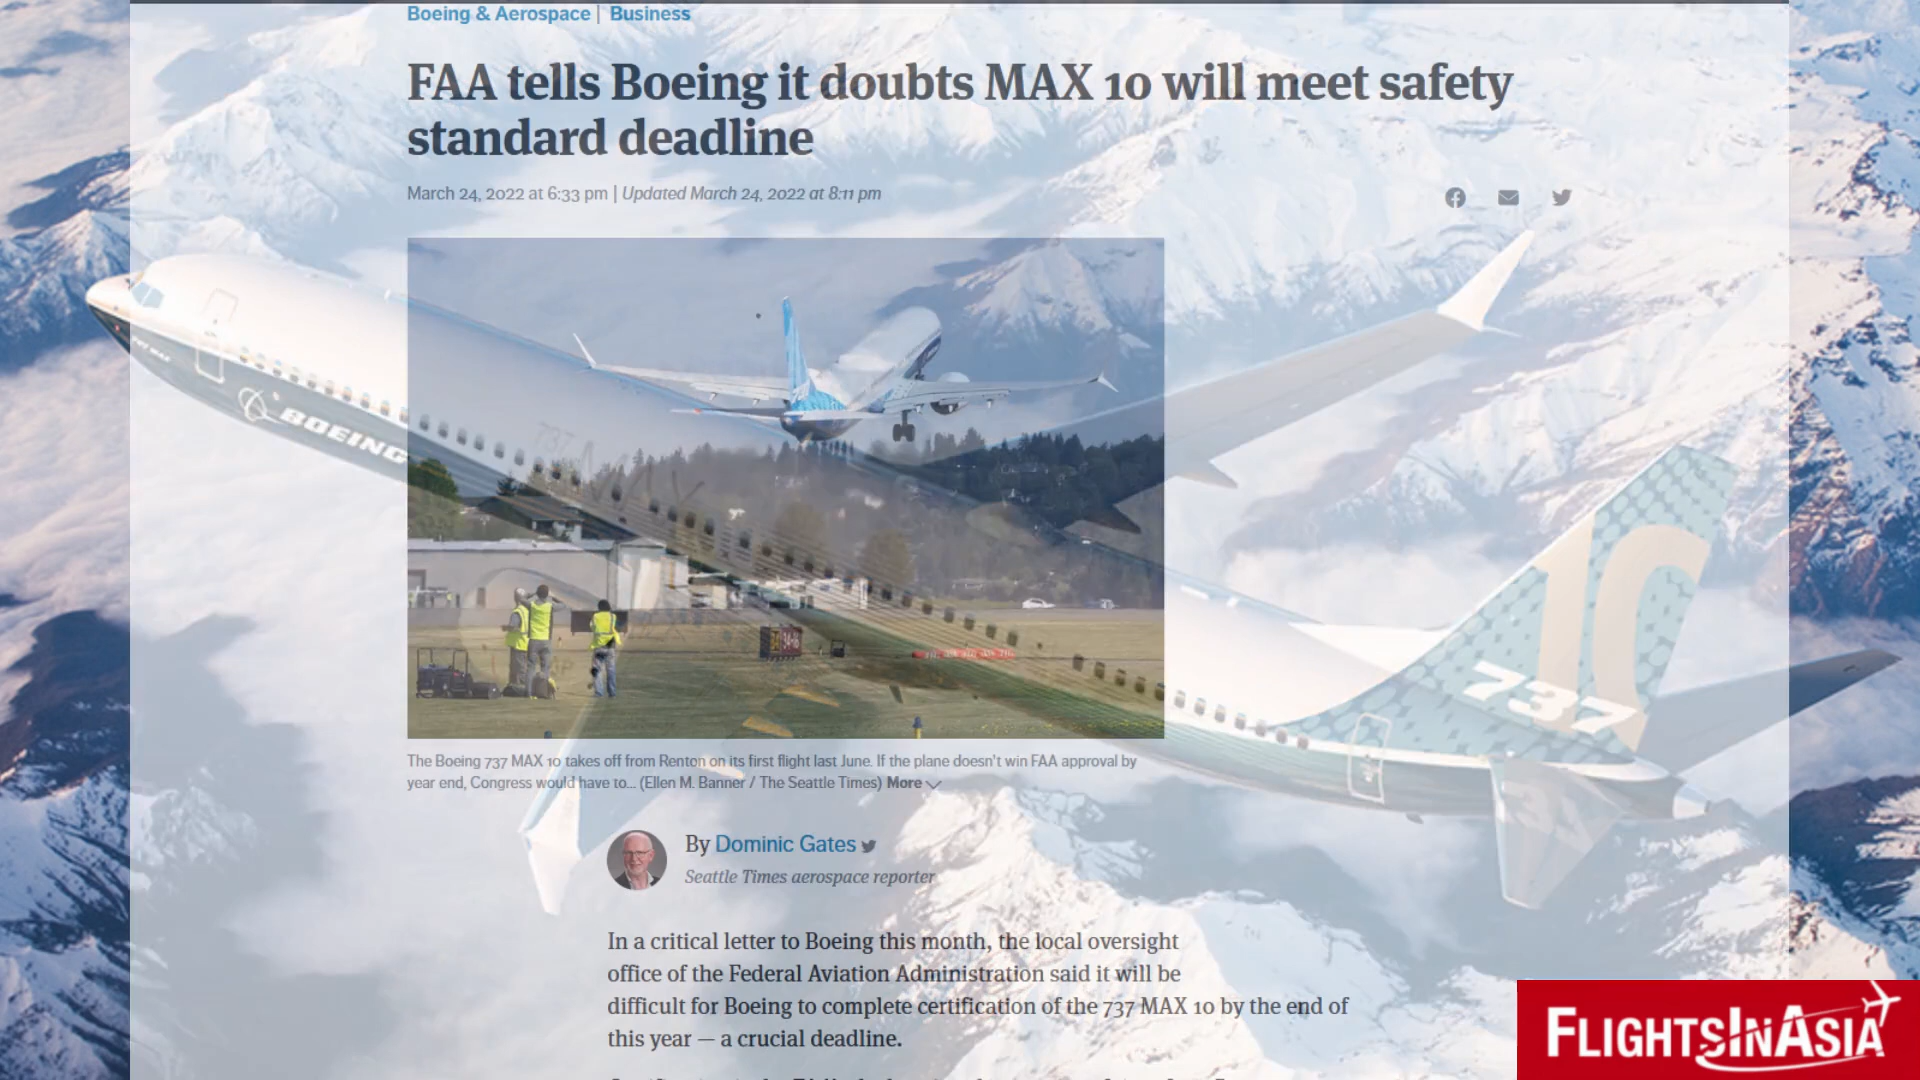 Boeing & Aerospace | Business
FAA tells Boeing it doubts MAX 10 will meet safety
standard deadline
March 24, 2022 at 6:33 pm | Updated March 24, 2022 at 8:11 pm
737 MAX
BOEING
737 MAX
34-16
10
737
The Boeing 737 MAX 10 takes off from Renton on its first flight last June. If the plane doesn't win FAA approval by
year end, Congress would have to... (Ellen M. Banner / The Seattle Times) More
By Dominic Gates
Seattle Times aerospace reporter
In a critical letter to Boeing this month, the local oversight
office of the Federal Aviation Administration said it will be
difficult for Boeing to complete certification of the 737 MAX 10 by the end of
this year — a crucial deadline.
FLIGHTSINASIA